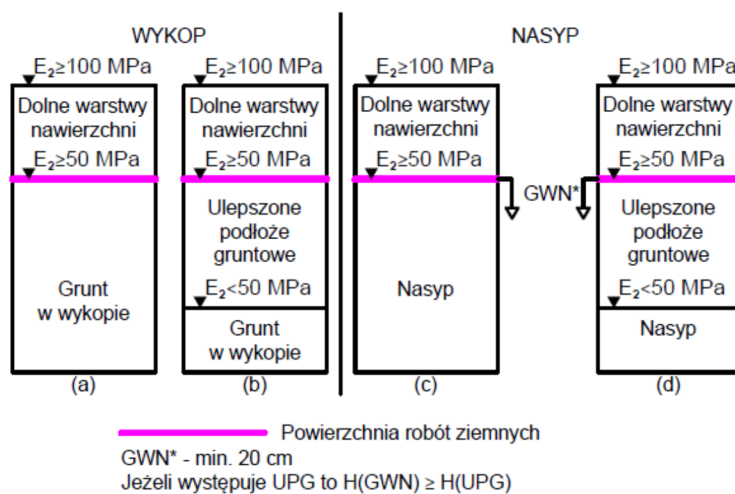 WYKOP
NASYP
E₂≥100 MPa
E₂≥100 MPa
E₂≥100 MPa
E₂≥100 MPa
Dolne warstwy
nawierzchni
Dolne warstwy
nawierzchni
Dolne warstwy
nawierzchni
Dolne warstwy
nawierzchni
E₂≥50 MPa
E₂≥50 MPa
E₂≥50 MPa
E₂≥50 MPa
GWN*
Grunt
w wykopie
Ulepszone
podłoże
gruntowe
Nasyp
Ulepszone
podłoże
gruntowe
E₂<50 MPa
E₂<50 MPa
Grunt
w wykopie
Nasyp
(a)
(b)
(c)
(d)
Powierzchnia robót ziemnych
GWN* - min. 20 cm
Jeżeli występuje UPG to H(GWN) ≥ H(UPG)